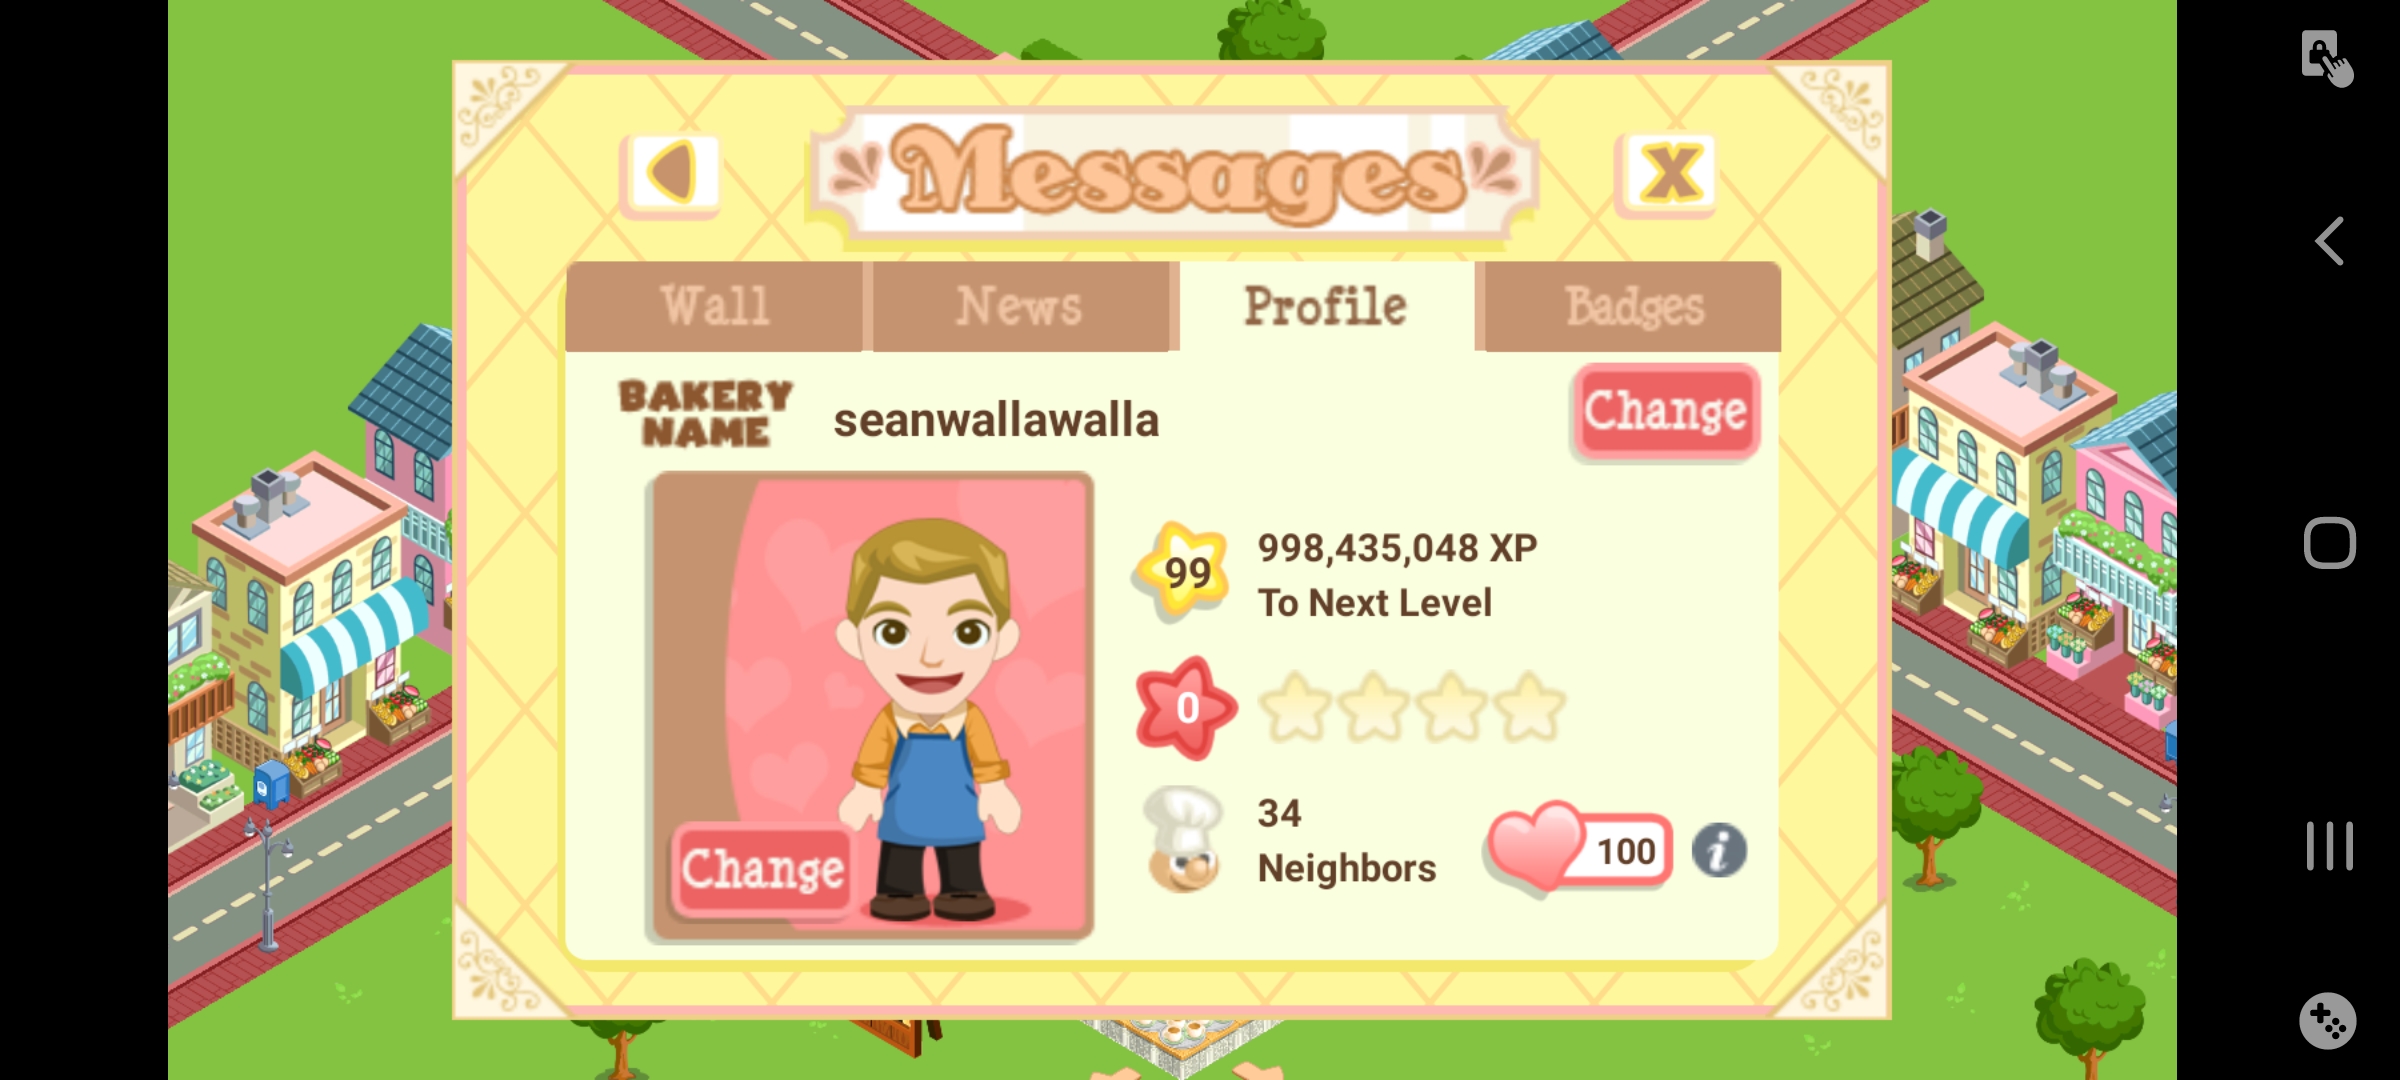 Messages
X
Wall
News
Profile
Badges
BAKERY
NAME
seanwallawalla
Change
99
998,435,048 XP
To Next Level
0
34
Neighbors
100
i
Change